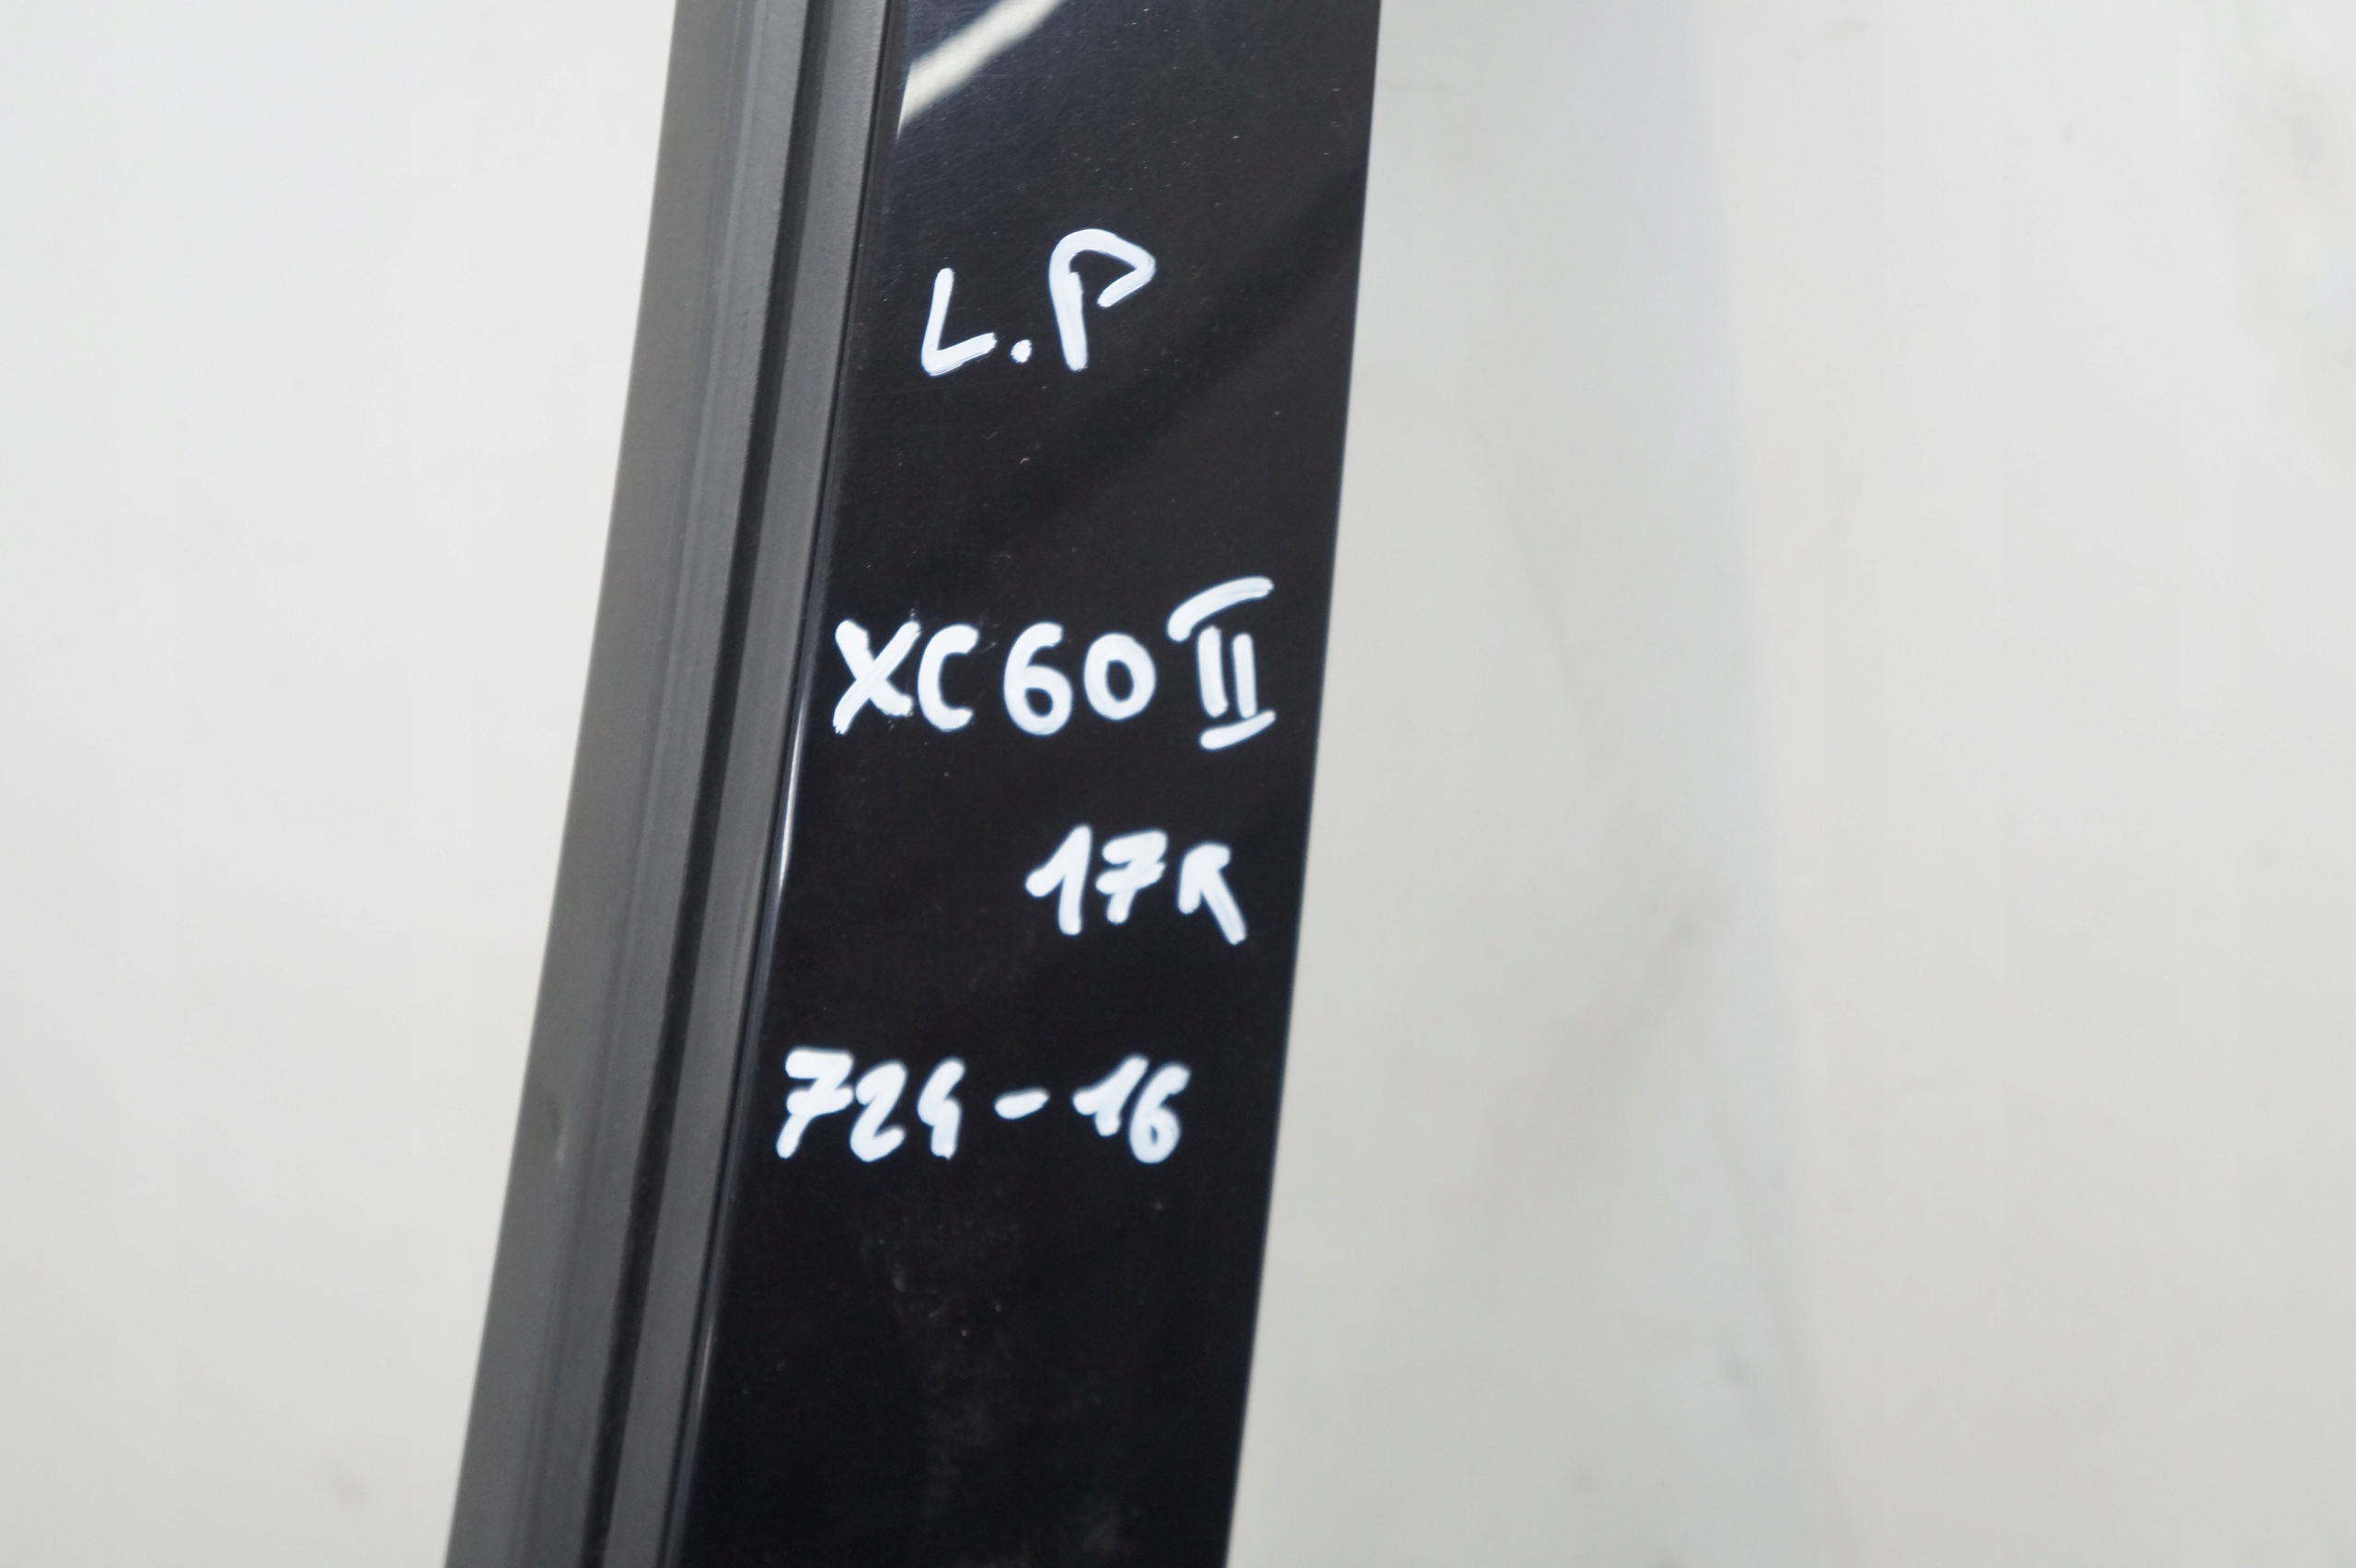 L.P
XC60 II
17R
724-16